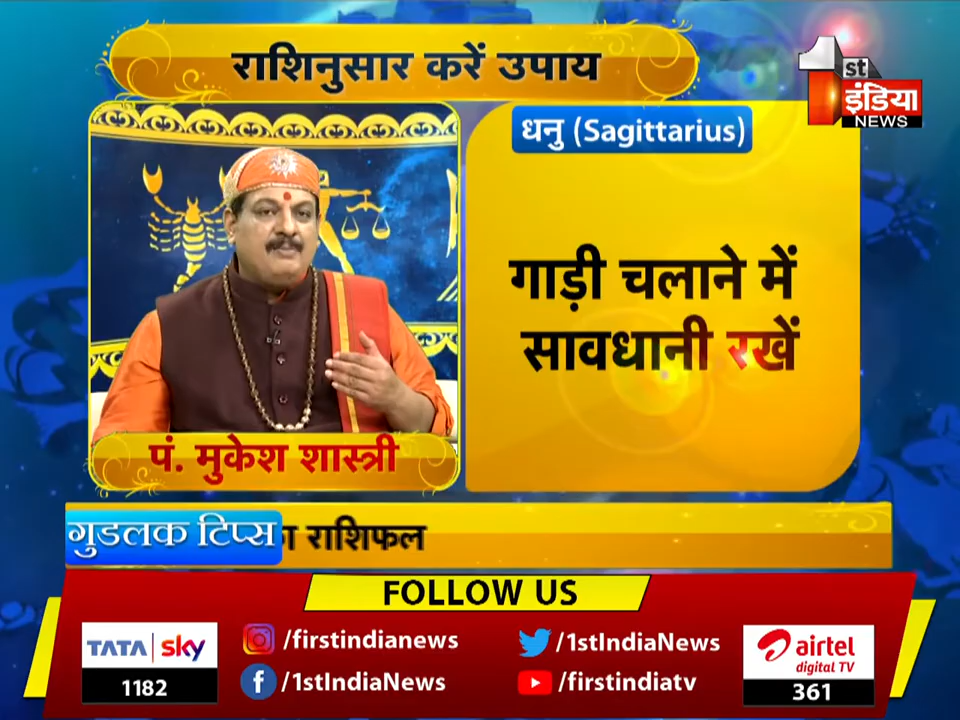 राशिनुसार करें उपाय
1st
इंडिया
NEWS
धनु (Sagittarius)
गाड़ी चलाने में
सावधानी रखें
पं. मुकेश शास्त्री
गुडलक टिप्स
राशिफल
FOLLOW US
TATA sky
1182
/firstindianews
/1stIndiaNews
/1stIndiaNews
/firstindiatv
airtel
digital TV
361